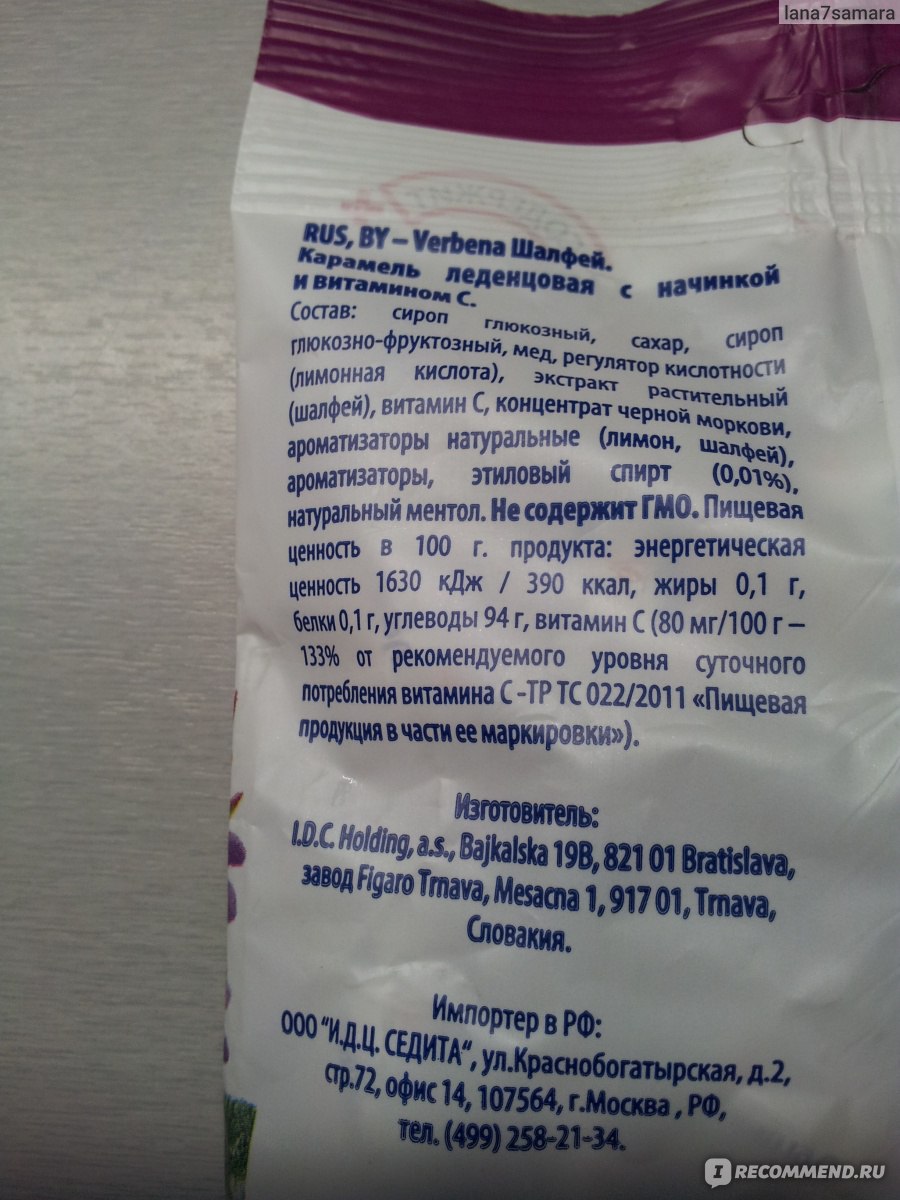 lana7samara
RUS, BY – Verbena Шалфей.
Карамель леденцовая с начинкой
и витамином С.
Состав: сироп глюкозный, сахар, сироп
глюкозно-фруктозный, мед, регулятор кислотности
(лимонная кислота), экстракт растительный
(шалфей), витамин С, концентрат черной моркови,
ароматизаторы натуральные (лимон, шалфей),
ароматизаторы, этиловый спирт (0,01%),
натуральный ментол. Не содержит ГМО. Пищевая
ценность в 100 г. продукта: энергетическая
ценность 1630 кДж / 390 ккал, жиры 0,1 г,
белки 0,1 г, углеводы 94 г, витамин С (80 мг/100 г –
133% от рекомендуемого уровня суточного
потребления витамина С -ТР ТС 022/2011 «Пищевая
продукция в части ее маркировки»).
Изготовитель:
I.D.C. Holding, a.s., Bajkalska 19B, 821 01 Bratislava,
завод Figaro Trnava, Mesacna 1, 917 01, Trnava,
Словакия.
Импортер в РФ:
ООО "И.Д.Ц. СЕДИТА", ул.Краснобогатырская, д.2,
стр.72, офис 14, 107564, г.Москва , РФ,
тел. (499) 258-21-34.
I RECOMMEND.RU